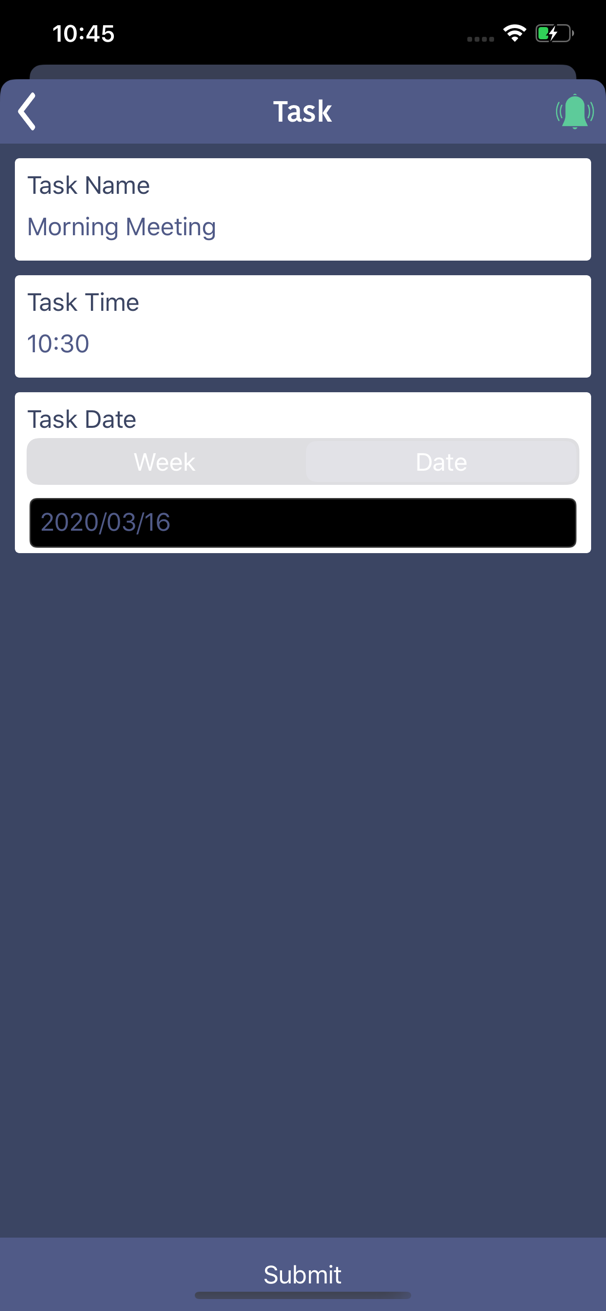 10:45
Task
Task Name
Morning Meeting
Task Time
10:30
Task Date
Week Date
2020/03/16
Submit